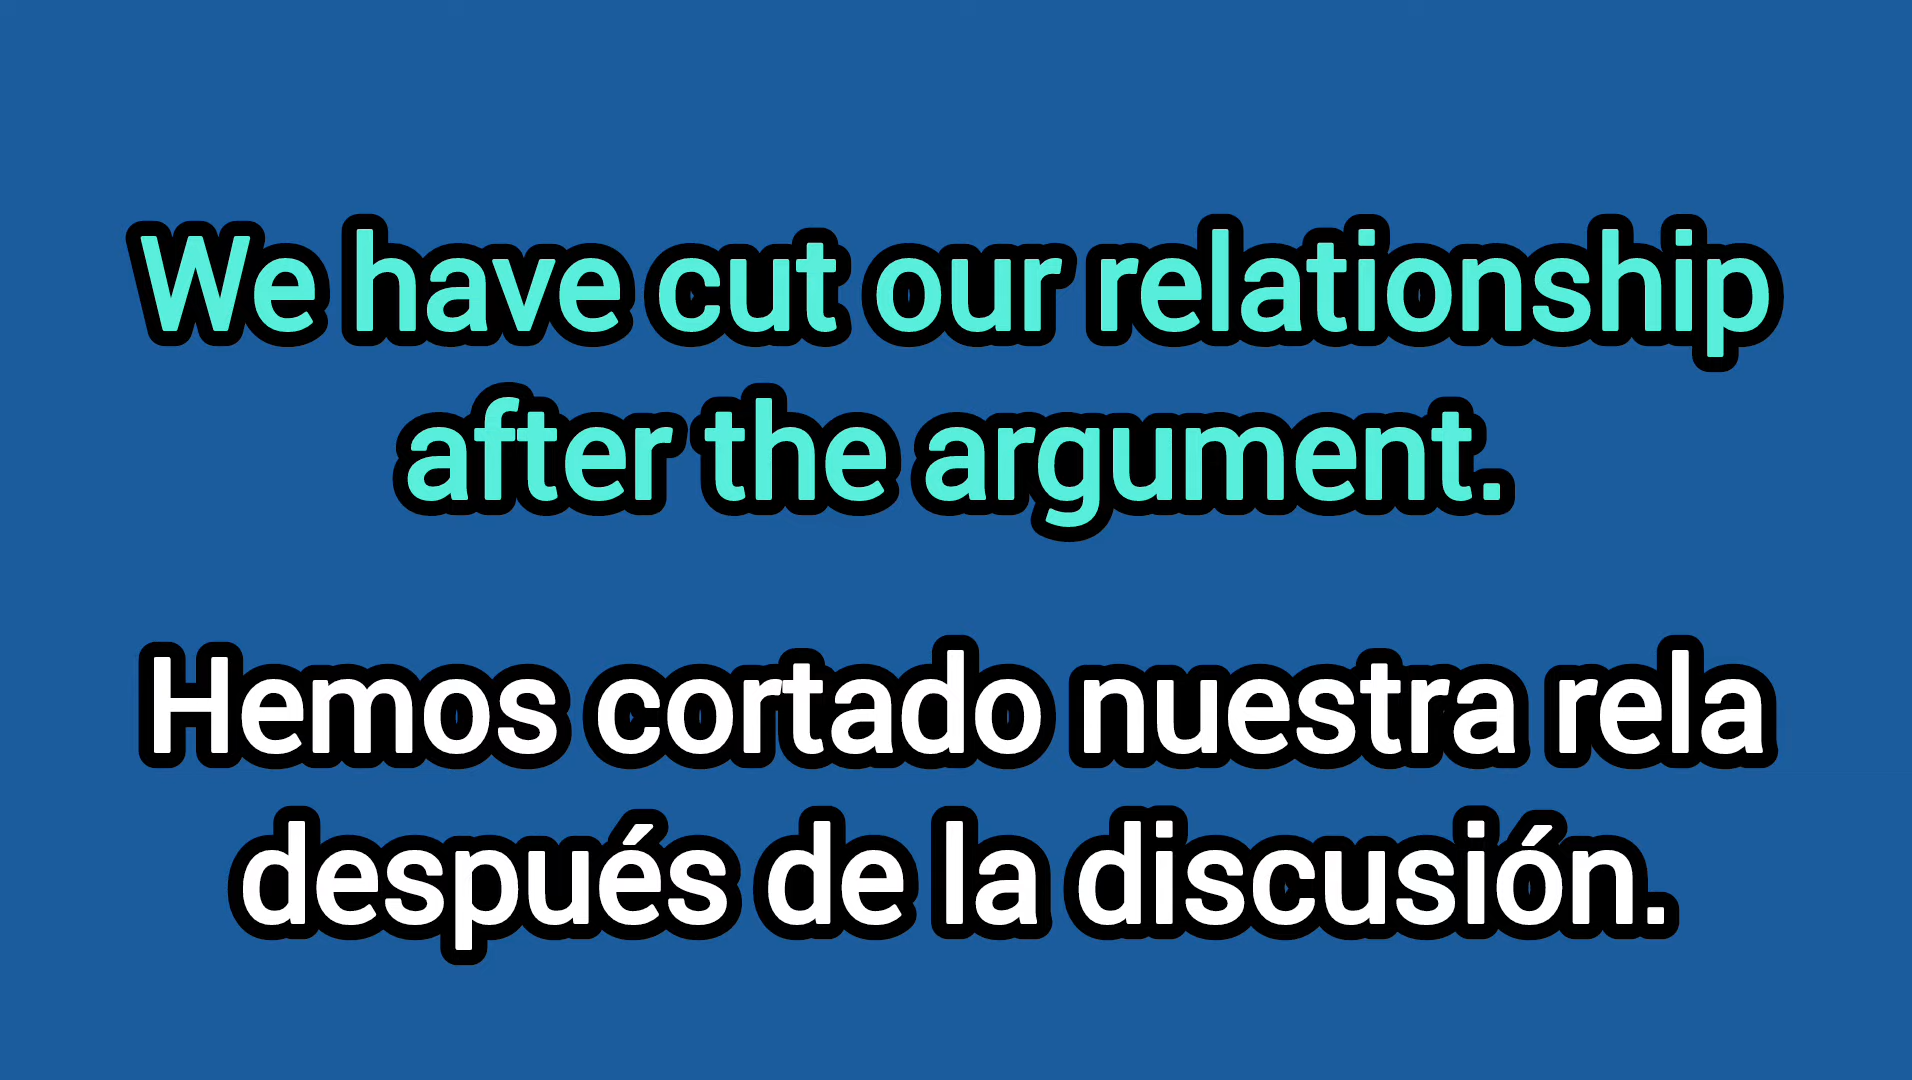 We have cut our relationship
after the argument.
Hemos cortado nuestra rela
después de la discusión.